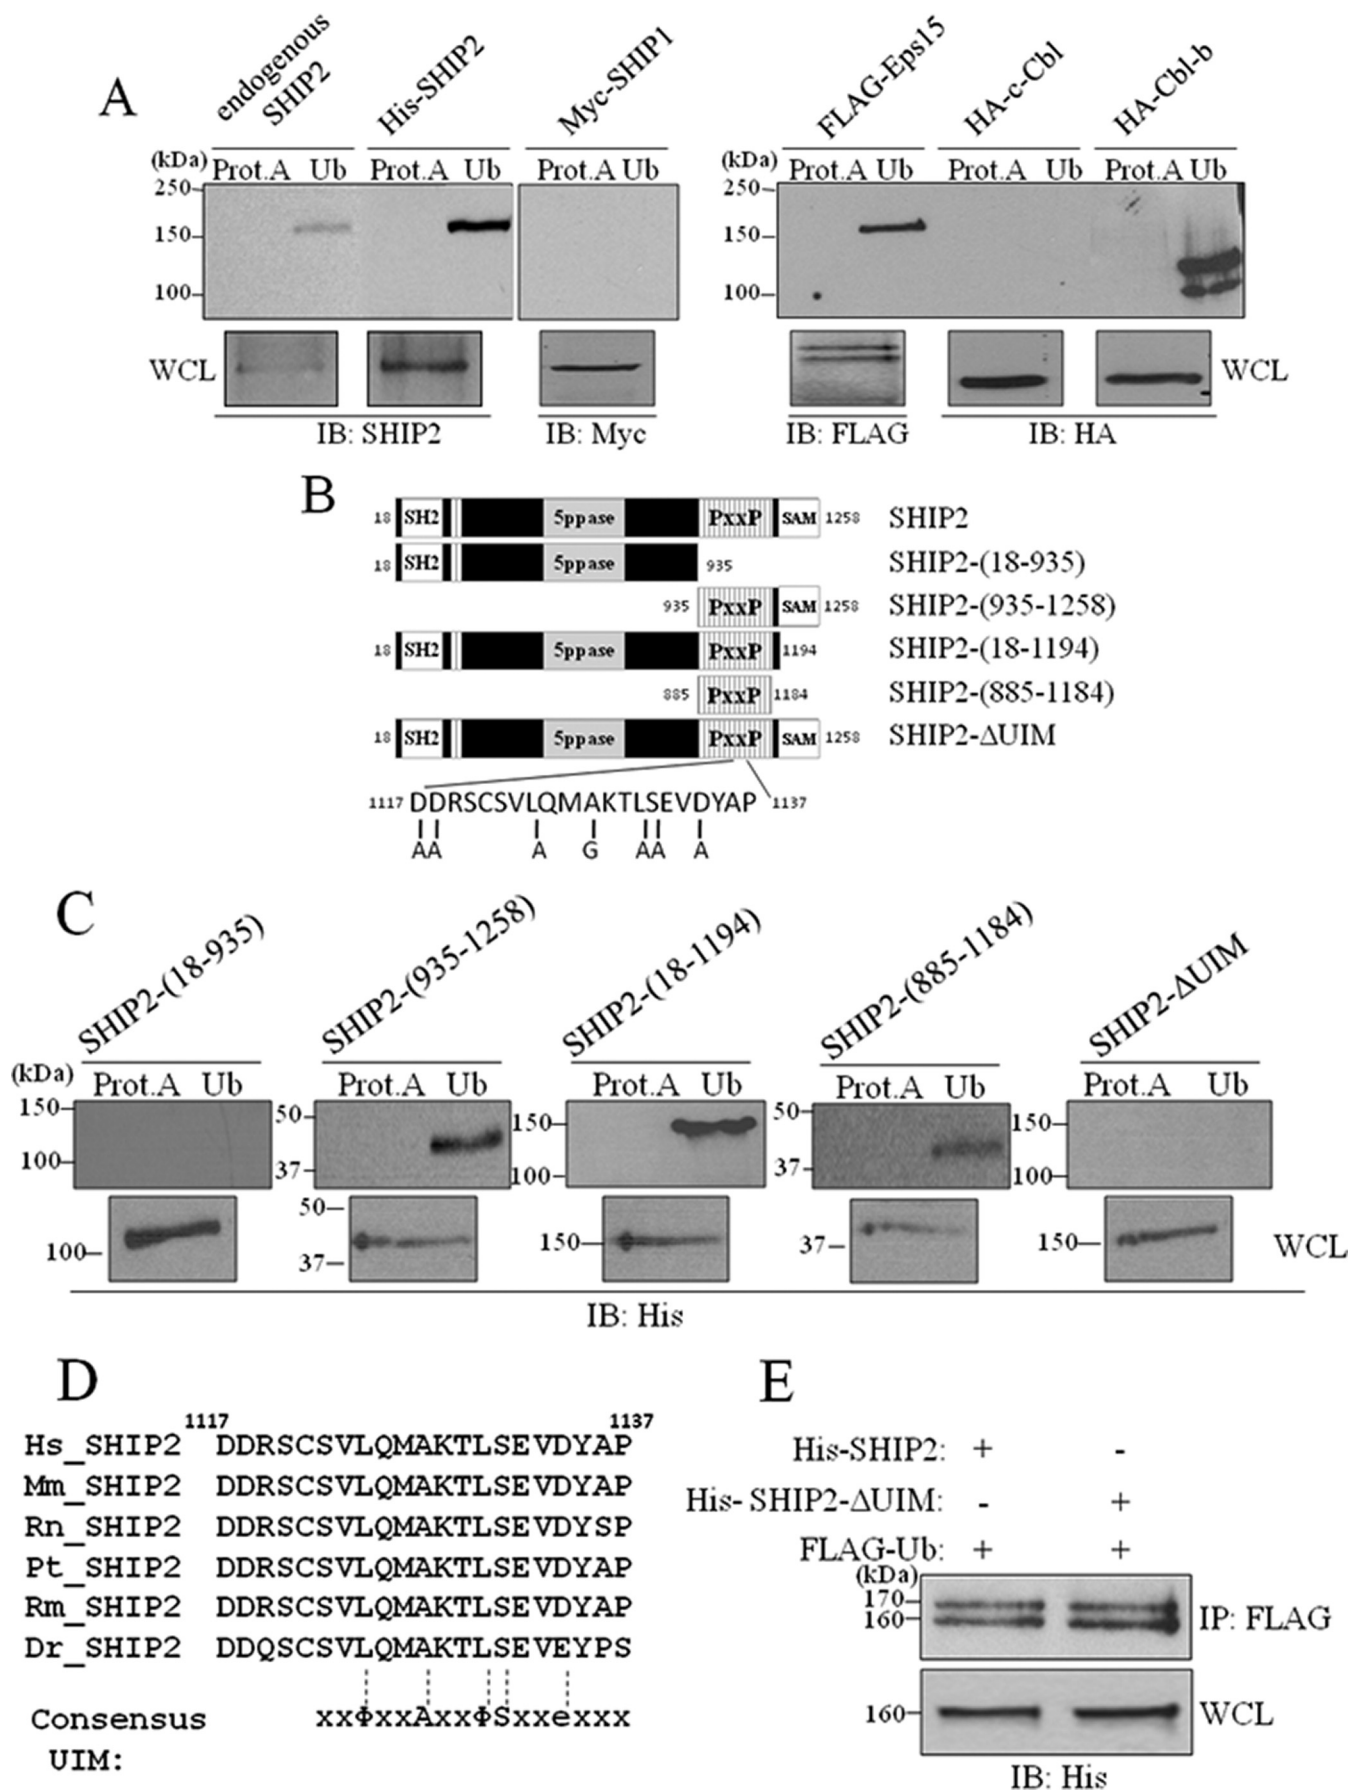 A
endogenous SHIP2
His-SHIP2
Myc-SHIP1
FLAG-Eps15
HA-c-Cbl
HA-Cbl-b
(kDa) Prot.A Ub Prot.A Ub Prot.A Ub (kDa) Prot.A Ub Prot.A Ub Prot.A Ub
250 250
150 150
100 100
WCL WCL
IB: SHIP2 IB: Myc IB: FLAG IB: HA
B
18 SH2 5ppase PxxP SAM 1258 SHIP2
18 SH2 5ppase 935 SHIP2-(18-935)
935 PxxP SAM 1258 SHIP2-(935-1258)
18 SH2 5ppase PxxP 1194 SHIP2-(18-1194)
885 PxxP 1184 SHIP2-(885-1184)
18 SH2 5ppase PxxP SAM 1258 SHIP2-ΔUIM
1117 DDRSCSVLQMAKTLSEVDYAP 1137
AA A G AA A
C
SHIP2-(18-935)
SHIP2-(935-1258)
SHIP2-(18-1194)
SHIP2-(885-1184)
SHIP2-ΔUIM
(kDa) Prot.A Ub Prot.A Ub Prot.A Ub Prot.A Ub Prot.A Ub
150 50 150 50 150
100 37 100 37 100
100 50 150 37 150 WCL
37
IB: His
D
1117 1137
Hs_SHIP2 DDRSCSVLQMAKTLSEVDYAP
Mm_SHIP2 DDRSCSVLQMAKTLSEVDYAP
Rn_SHIP2 DDRSCSVLQMAKTLSEVDYSP
Pt_SHIP2 DDRSCSVLQMAKTLSEVDYAP
Rm_SHIP2 DDRSCSVLQMAKTLSEVDYAP
Dr_SHIP2 DDQSCSVLQMAKTLSEVEYPS
Consensus xxΦxxAxxΦSxxexxx
UIM:
E
His-SHIP2: + -
His- SHIP2-ΔUIM: - +
FLAG-Ub: + +
(kDa)
170
160 IP: FLAG
160 WCL
IB: His